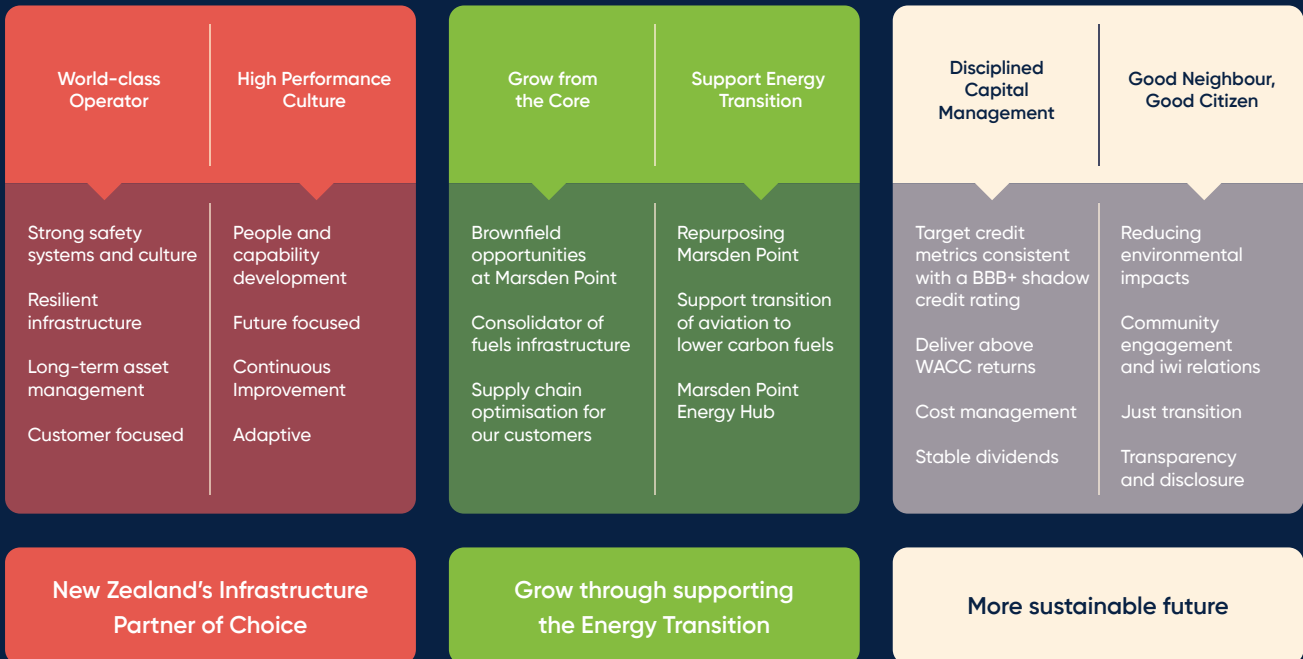 World-class
Operator
High Performance
Culture
Strong safety
systems and culture
Resilient
infrastructure
Long-term asset
management
Customer focused
People and
capability
development
Future focused
Continuous
Improvement
Adaptive
New Zealand's Infrastructure
Partner of Choice
Grow from
the Core
Support Energy
Transition
Brownfield
opportunities
at Marsden Point
Consolidator of
fuels infrastructure
Supply chain
optimisation for
our customers
Repurposing
Marsden Point
Support transition
of aviation to
lower carbon fuels
Marsden Point
Energy Hub
Grow through supporting
the Energy Transition
Disciplined
Capital
Management
Good Neighbour,
Good Citizen
Target credit
metrics consistent
with a BBB+ shadow
credit rating
Deliver above
WACC returns
Cost management
Stable dividends
Reducing
environmental
impacts
Community
engagement
and iwi relations
Just transition
Transparency
and disclosure
More sustainable future